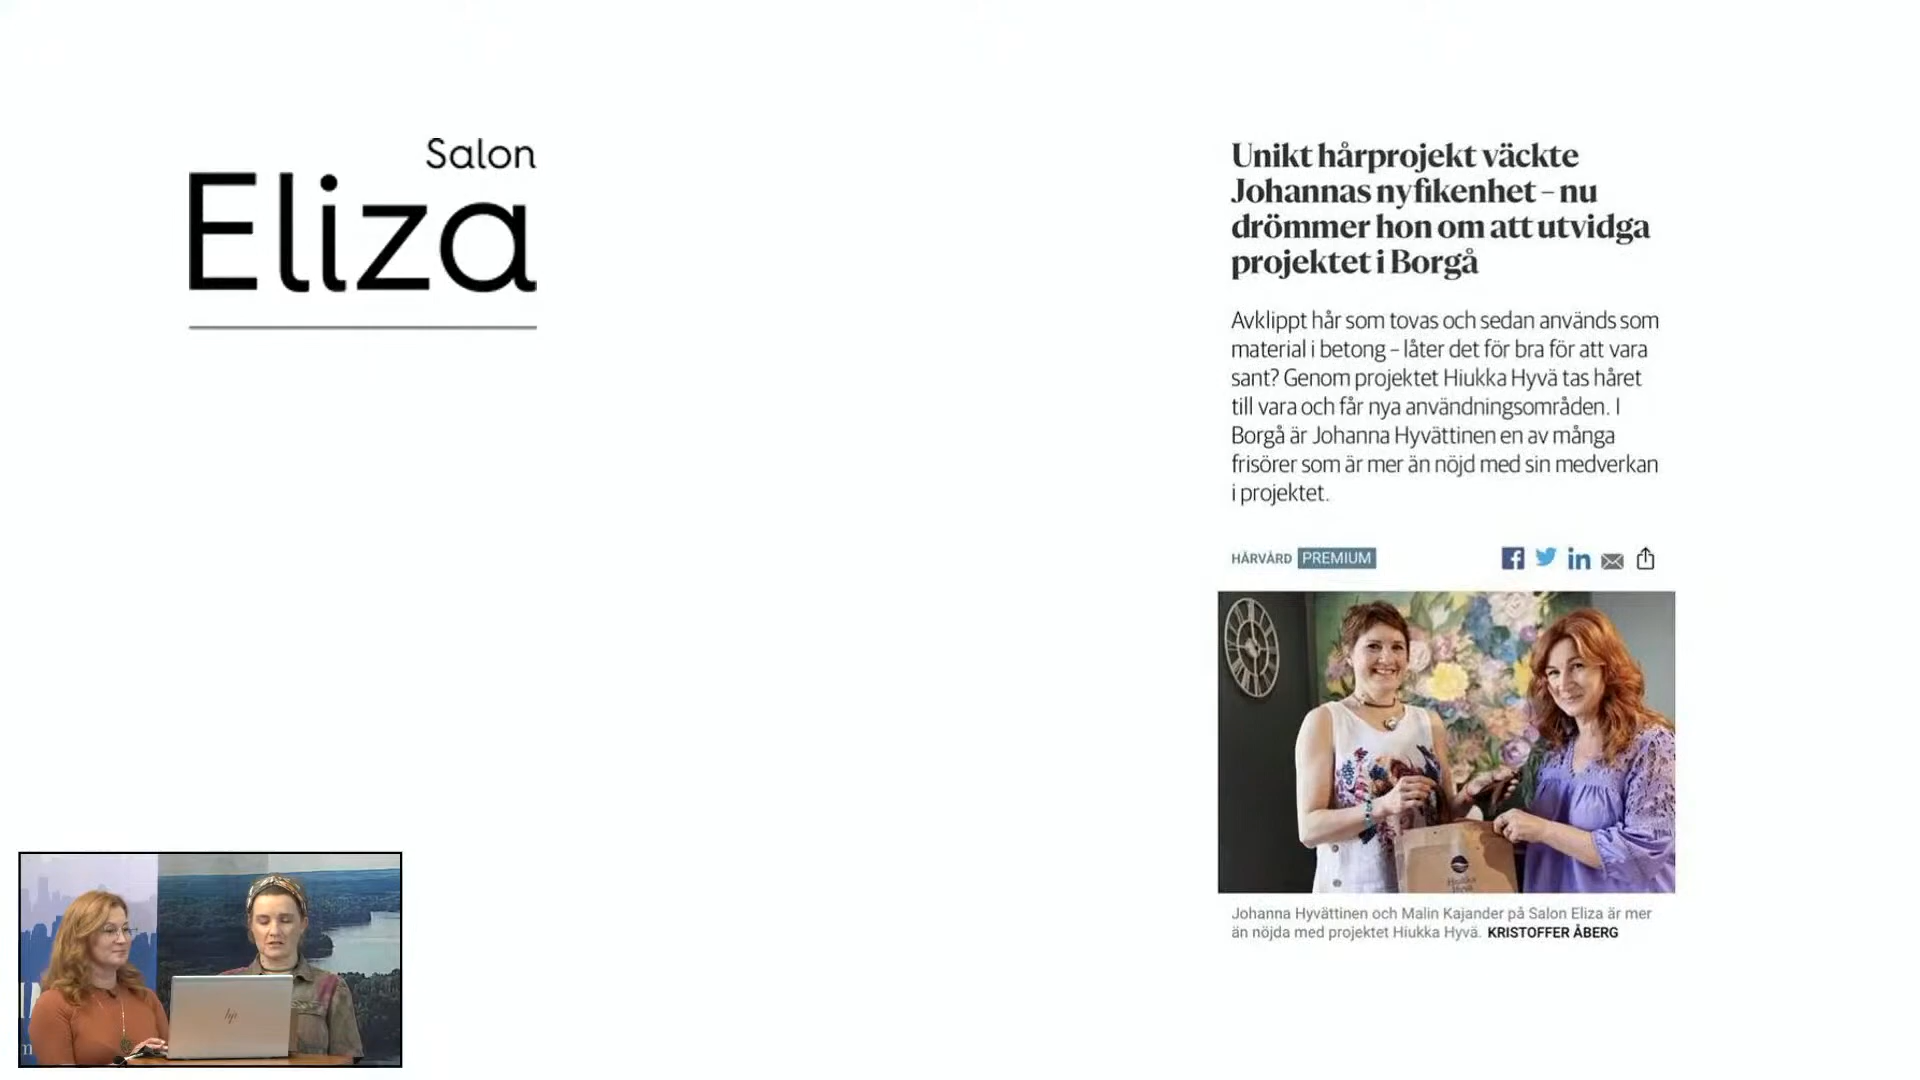 Salon
Eliza
Unikt hårprojekt väckte
Johannas nyfikenhet – nu
drömmer hon om att utvidga
projektet i Borgå
Avklippt hår som tovas och sedan används som
material i betong – låter det för bra för att vara
sant? Genom projektet Hiukka Hyvä tas håret
till vara och får nya användningsområden. I
Borgå är Johanna Hyvättinen en av många
frisörer som är mer än nöjd med sin medverkan
i projektet.
HÅRVÅRD PREMIUM
Hiukka
Hyvä
Johanna Hyvättinen och Malin Kajander på Salon Eliza är mer
än nöjda med projektet Hiukka Hyvä. KRISTOFFER ÅBERG
hp